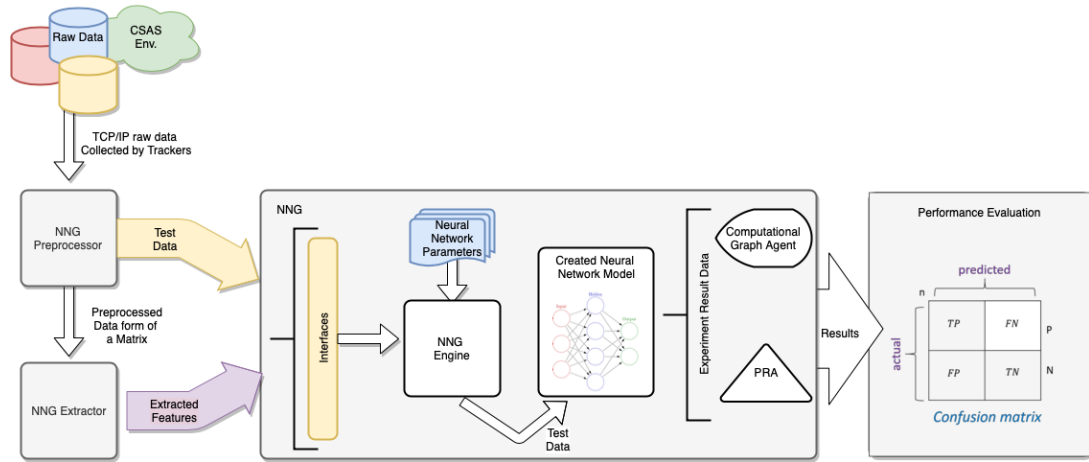 Raw Data
CSAS
Env.
TCP/IP raw data
Collected by Trackers
NNG
Preprocessor
Test
Data
Preprocessed
Data form of
a Matrix
NNG Extractor
Extracted
Features
NNG
Interfaces
Neural
Network
Parameters
NNG
Engine
Test
Data
Created Neural
Network Model
Experiment Result Data
Computational
Graph Agent
PRA
Results
Performance Evaluation
predicted
n
actual
TP
FN
P
FP
TN
N
Confusion matrix